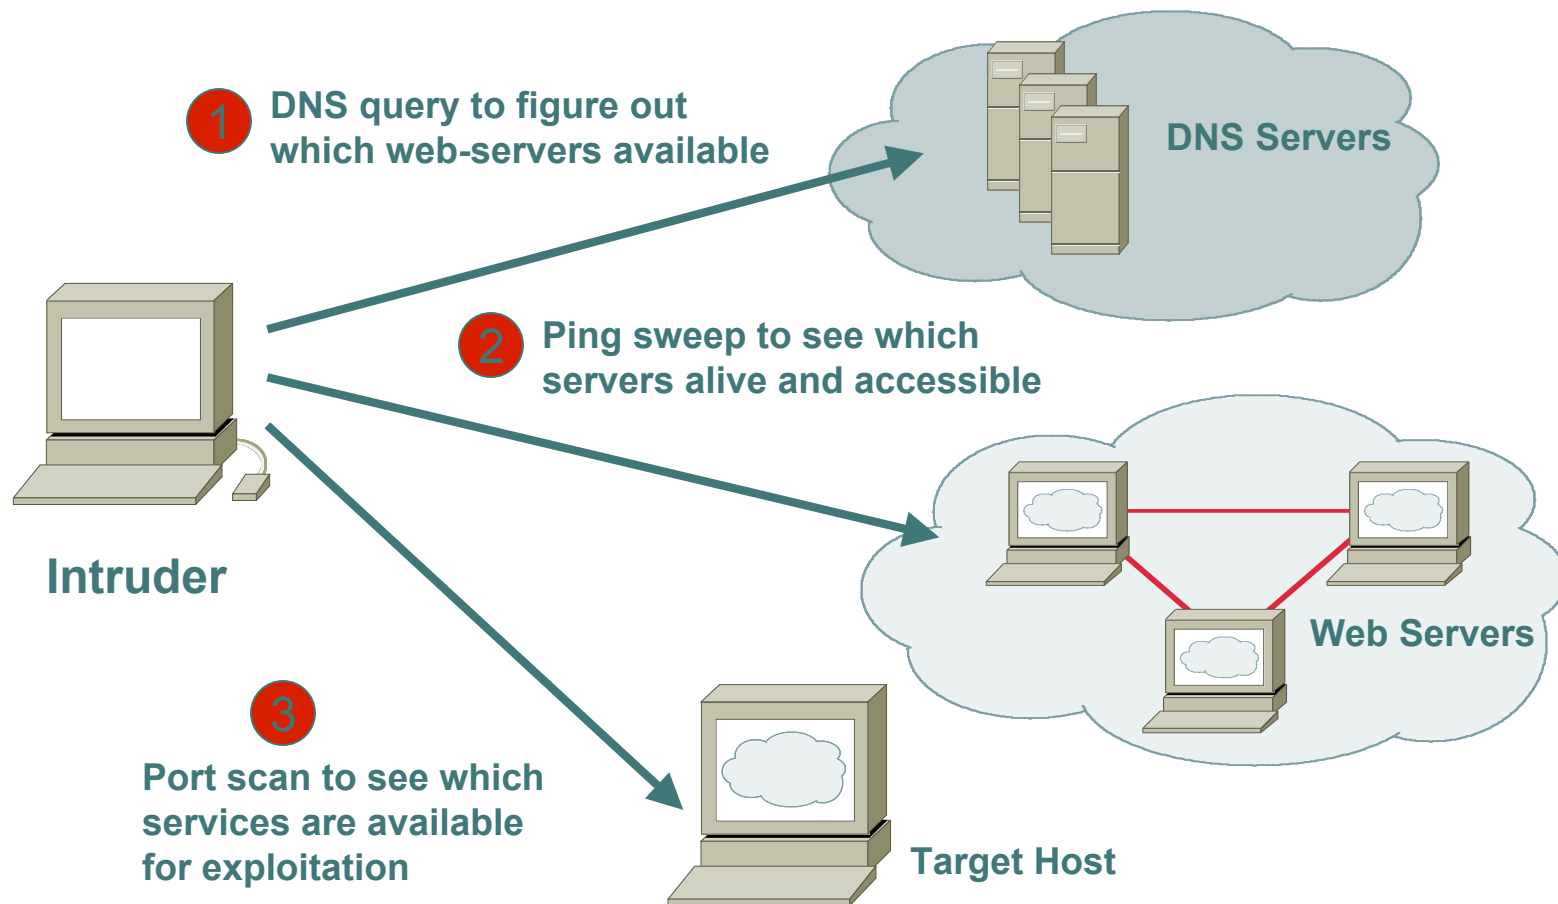 1
DNS query to figure out
which web-servers available
DNS Servers
2
Ping sweep to see which
servers alive and accessible
Intruder
Web Servers
3
Port scan to see which
services are available
for exploitation
Target Host